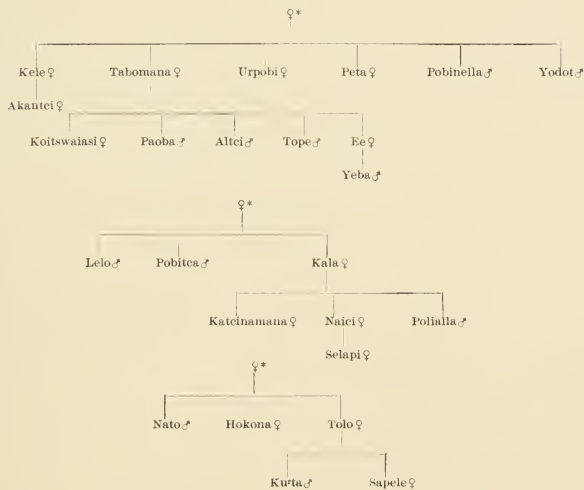 ♀*
Kele♀ Tabomana♀ Urpobi♀ Peta♀ Pobinella♂ Yodot♂
Akantci♀
Koitswaiasi♀ Paoba♂ Altci♂ Tope♂ Ee♀
Yeba♂
♀*
Lelo♂ Pobitca♂ Kala♀
Katcinamana♀ Naici♀ Polialla♂
Selapi♀
♀*
Nato♂ Hokona♀ Tolo♀
Kurta♂ Sapele♀